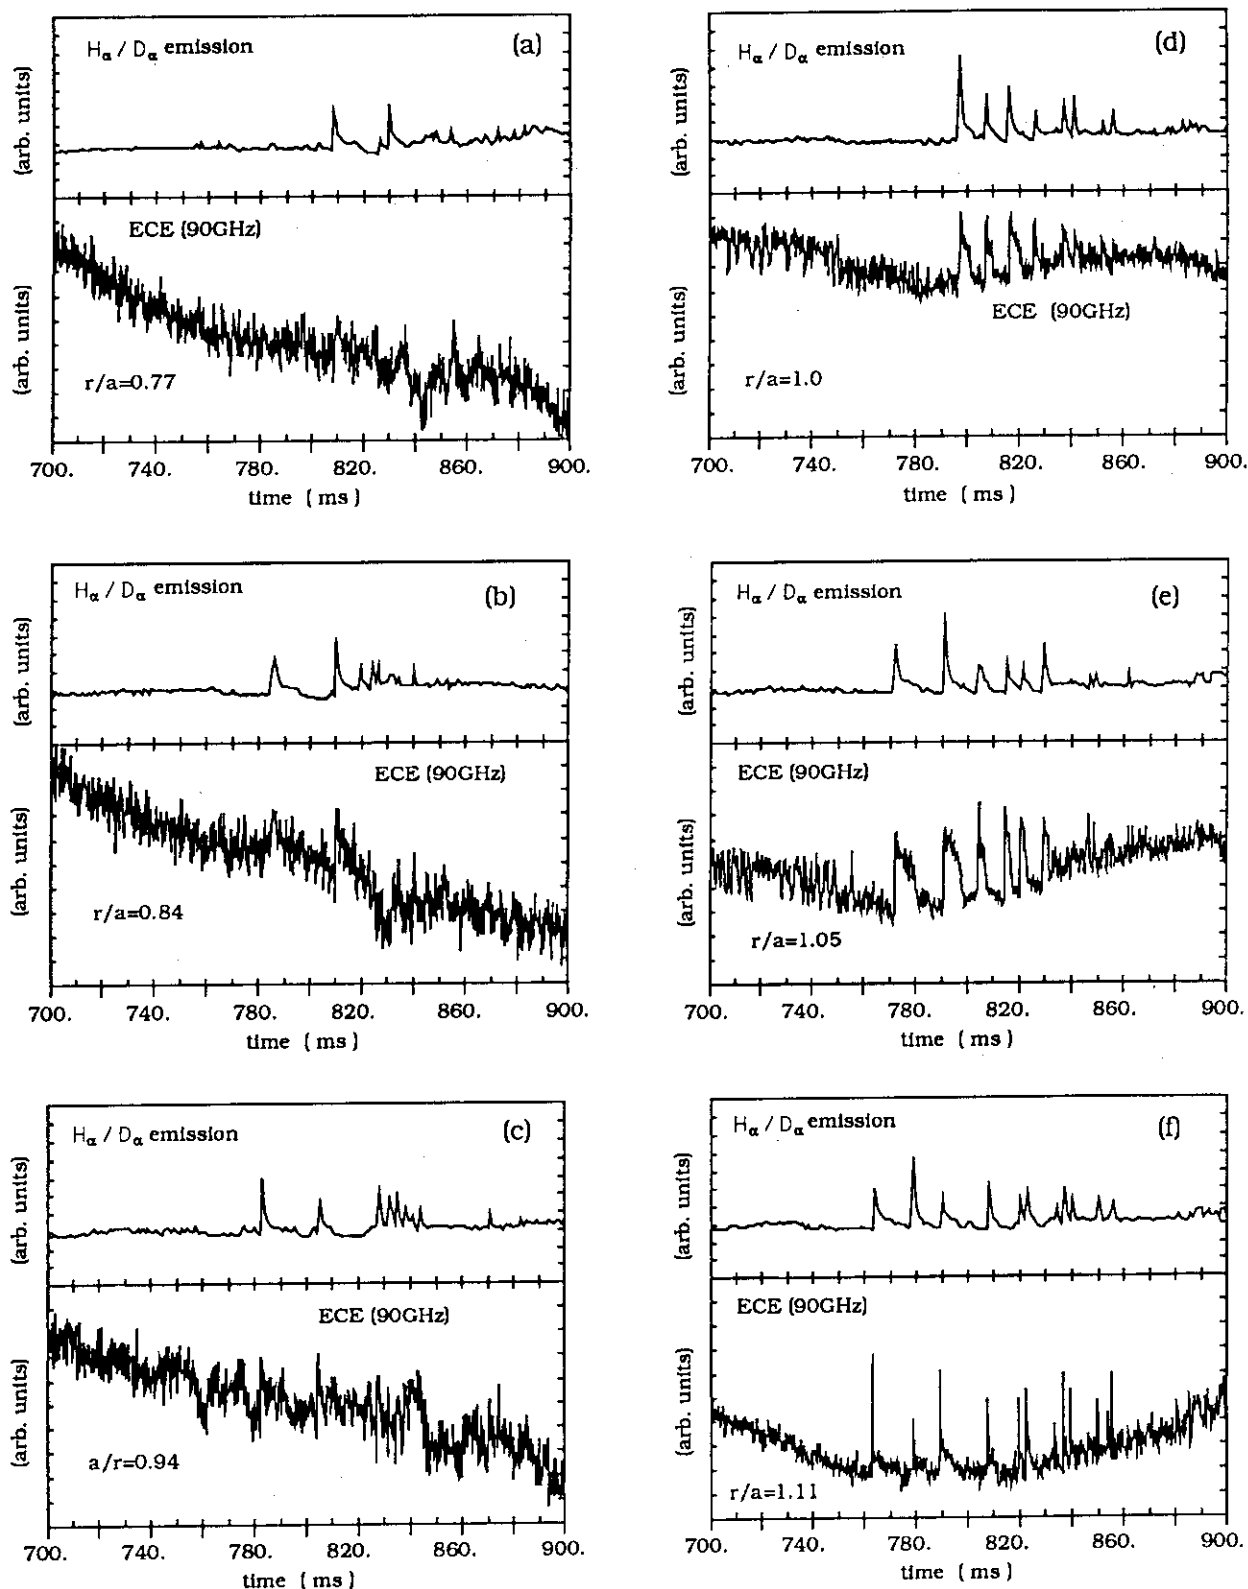 (a)
Hα / Dα emission
(arb. units)
ECE (90GHz)
(arb. units)
r/a=0.77
700. 740. 780. 820. 860. 900.
time (ms)
(b)
Hα / Dα emission
(arb. units)
ECE (90GHz)
(arb. units)
r/a=0.84
700. 740. 780. 820. 860. 900.
time (ms)
(c)
Hα / Dα emission
(arb. units)
ECE (90GHz)
(arb. units)
a/r=0.94
700. 740. 780. 820. 860. 900.
time (ms)
(d)
Hα / Dα emission
(arb. units)
ECE (90GHz)
(arb. units)
r/a=1.0
700. 740. 780. 820. 860. 900.
time (ms)
(e)
Hα / Dα emission
(arb. units)
ECE (90GHz)
(arb. units)
r/a=1.05
700. 740. 780. 820. 860. 900.
time (ms)
(f)
Hα / Dα emission
(arb. units)
ECE (90GHz)
(arb. units)
r/a=1.11
700. 740. 780. 820. 860. 900.
time (ms)